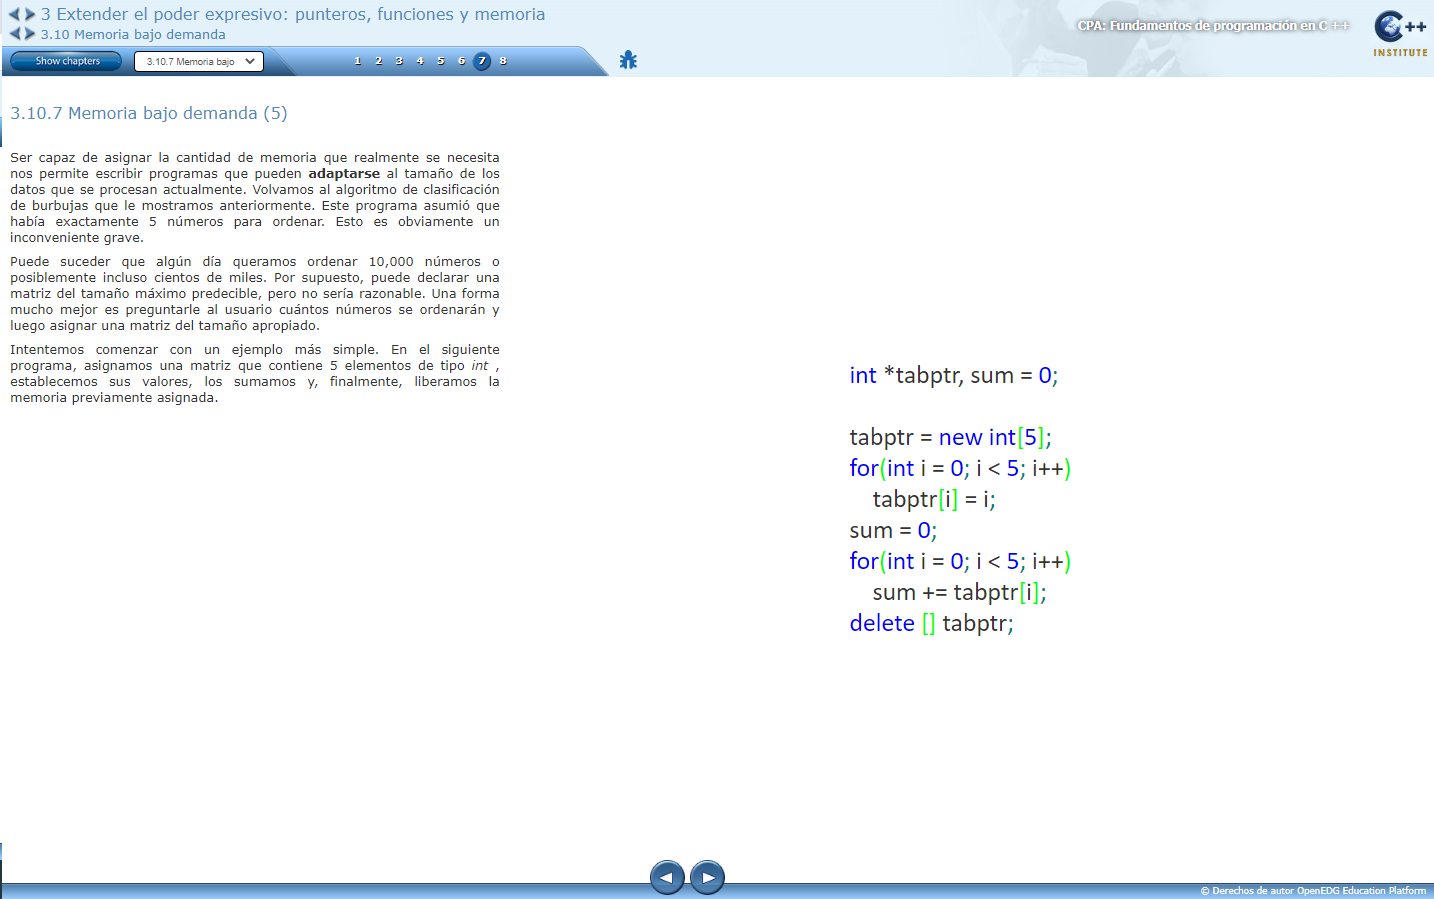 3 Extender el poder expresivo: punteros, funciones y memoria
3.10 Memoria bajo demanda
CPA: Fundamentos de programación en C ++
C++
INSTITUTE
Show chapters
3.10.7 Memoria bajo
1 2 3 4 5 6 7 8
3.10.7 Memoria bajo demanda (5)
Ser capaz de asignar la cantidad de memoria que realmente se necesita
nos permite escribir programas que pueden adaptarse al tamaño de los
datos que se procesan actualmente. Volvamos al algoritmo de clasificación
de burbujas que le mostramos anteriormente. Este programa asumió que
había exactamente 5 números para ordenar. Esto es obviamente un
inconveniente grave.
Puede suceder que algún día queramos ordenar 10,000 números o
posiblemente incluso cientos de miles. Por supuesto, puede declarar una
matriz del tamaño máximo predecible, pero no sería razonable. Una forma
mucho mejor es preguntarle al usuario cuántos números se ordenarán y
luego asignar una matriz del tamaño apropiado.
Intentemos comenzar con un ejemplo más simple. En el siguiente
programa, asignamos una matriz que contiene 5 elementos de tipo int ,
establecemos sus valores, los sumamos y, finalmente, liberamos la
memoria previamente asignada.
int *tabptr, sum = 0;
tabptr = new int[5];
for(int i = 0; i < 5; i++)
tabptr[i] = i;
sum = 0;
for(int i = 0; i < 5; i++)
sum += tabptr[i];
delete [] tabptr;
© Derechos de autor OpenEDG Education Platform